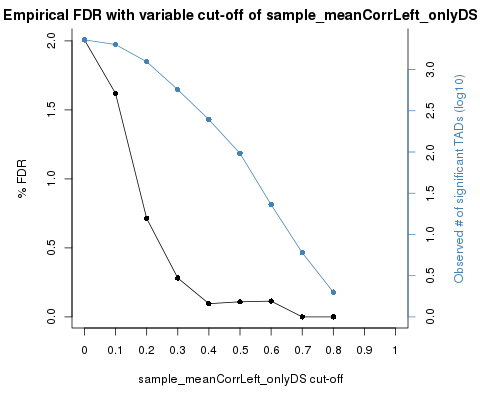 Empirical FDR with variable cut-off of sample_meanCorrLeft_onlyDS
% FDR
2.0
1.5
1.0
0.5
0.0
Observed # of significant TADs (log10)
3.0
2.5
2.0
1.5
1.0
0.5
0.0
0 0.1 0.2 0.3 0.4 0.5 0.6 0.7 0.8 0.9 1
sample_meanCorrLeft_onlyDS cut-off